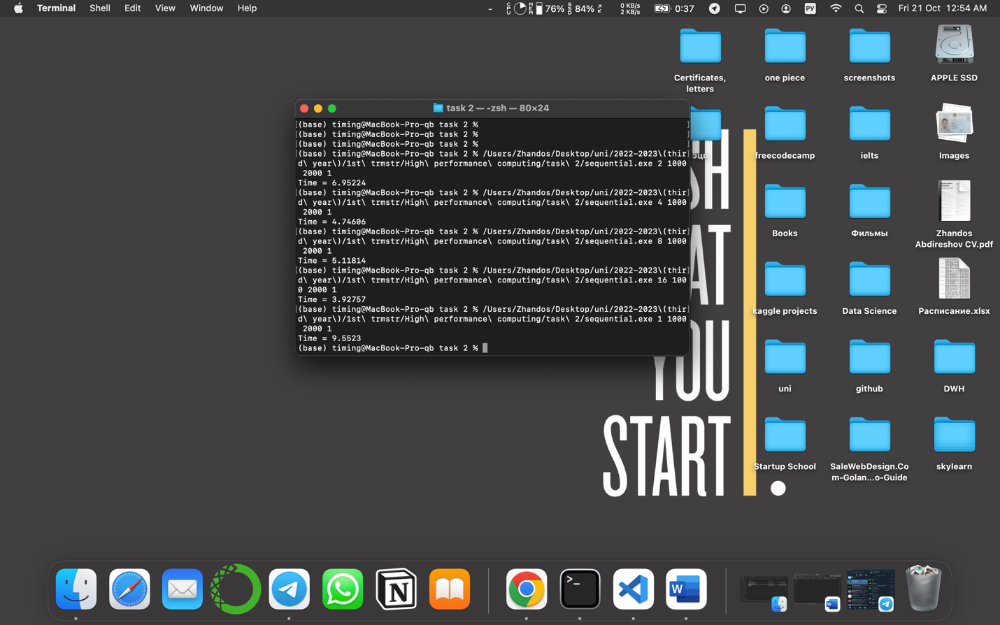 Terminal Shell Edit View Window Help
- CPU MEM 76% SSD 84% 0 KB/s 2 KB/s 0:37 РУ Fri 21 Oct 12:54 AM
Certificates, letters
one piece
screenshots
APPLE SSD
эцп
freecodecamp
ielts
Images
Books
Фильмы
Zhandos
Abdireshov CV.pdf
kaggle projects
Data Science
XLSX
Расписание.xlsx
uni
github
DWH
Startup School
SaleWebDesign.Co
m-Golan...o-Guide
skylearn
task 2 — -zsh — 80×24
[(base) timing@MacBook-Pro-qb task 2 % ]
[(base) timing@MacBook-Pro-qb task 2 % ]
[(base) timing@MacBook-Pro-qb task 2 % ]
[(base) timing@MacBook-Pro-qb task 2 % /Users/Zhandos/Desktop/uni/2022-2023\(thir]
d\ year\)/1st\ trmstr/High\ performance\ computing/task\ 2/sequential.exe 2 1000
2000 1
Time = 6.95224
[(base) timing@MacBook-Pro-qb task 2 % /Users/Zhandos/Desktop/uni/2022-2023\(thir]
d\ year\)/1st\ trmstr/High\ performance\ computing/task\ 2/sequential.exe 4 1000
2000 1
Time = 4.74606
[(base) timing@MacBook-Pro-qb task 2 % /Users/Zhandos/Desktop/uni/2022-2023\(thir]
d\ year\)/1st\ trmstr/High\ performance\ computing/task\ 2/sequential.exe 8 1000
2000 1
Time = 5.11814
[(base) timing@MacBook-Pro-qb task 2 % /Users/Zhandos/Desktop/uni/2022-2023\(thir]
d\ year\)/1st\ trmstr/High\ performance\ computing/task\ 2/sequential.exe 16 100
0 2000 1
Time = 3.92757
[(base) timing@MacBook-Pro-qb task 2 % /Users/Zhandos/Desktop/uni/2022-2023\(thir]
d\ year\)/1st\ trmstr/High\ performance\ computing/task\ 2/sequential.exe 1 1000
2000 1
Time = 9.5523
(base) timing@MacBook-Pro-qb task 2 %
SH
AT
YOU
START
N
>_
W
W